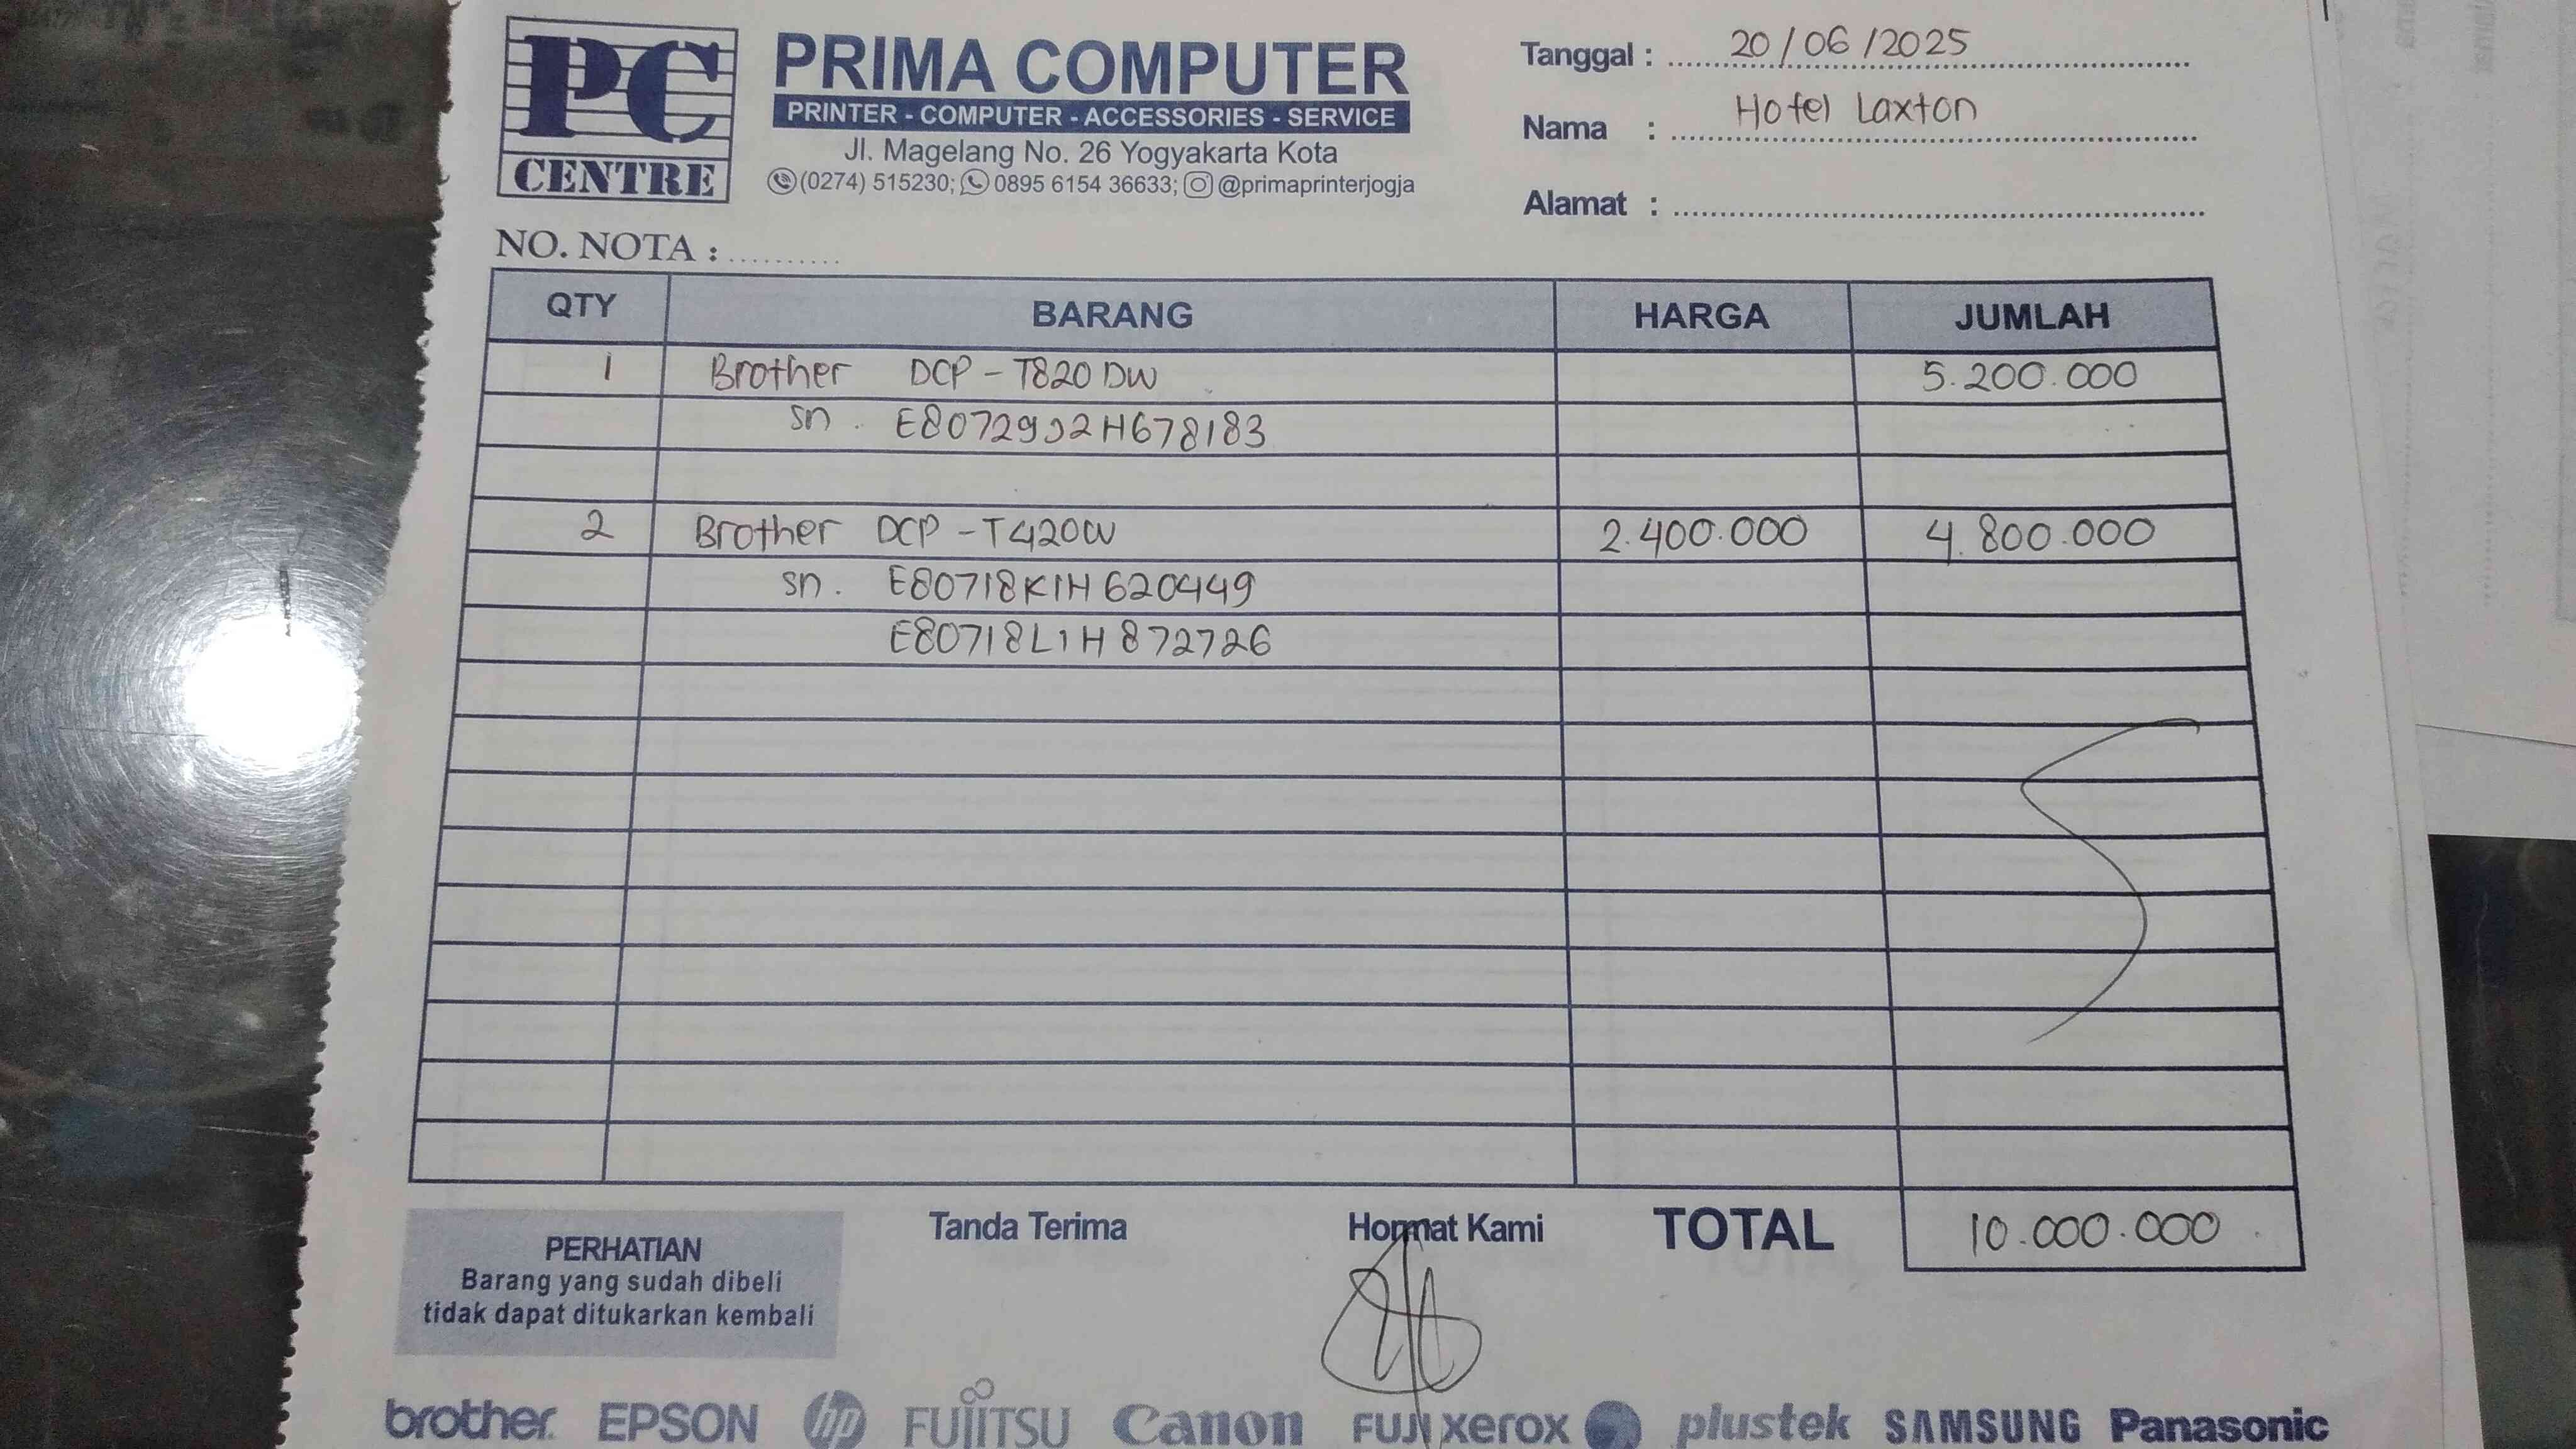 PC
CENTRE
PRIMA COMPUTER
PRINTER - COMPUTER - ACCESSORIES - SERVICE
Jl. Magelang No. 26 Yogyakarta Kota
(0274) 515230; 0895 6154 36633; @primaprinterjogja
Tanggal : 20/06/2025
Nama : Hotel Laxton
Alamat :
NO. NOTA :
QTY BARANG HARGA JUMLAH
1 Brother DCP - T820 DW 5.200.000
sn. E80729J2H678183
2 Brother DCP - T420W 2.400.000 4.800.000
sn. E80718K1H620449
E80718L1H872726
PERHATIAN
Barang yang sudah dibeli
tidak dapat ditukarkan kembali
Tanda Terima
Hormat Kami
TOTAL 10.000.000
brother. EPSON hp FUJITSU Canon FUJI xerox plustek SAMSUNG Panasonic